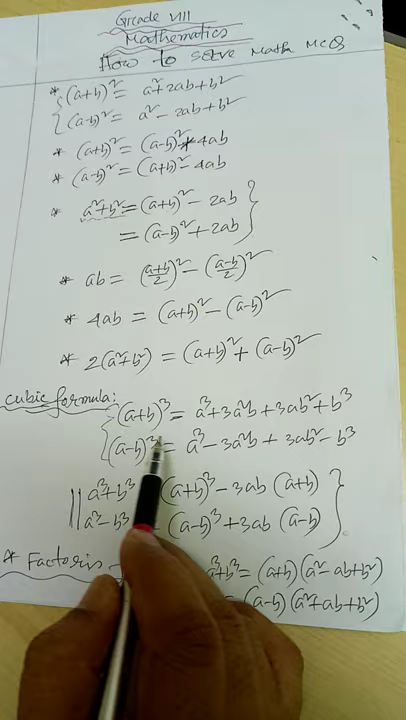 Grade VIII
Mathematics
How to solve Math MCQ
* { (a+b)² = a²+2ab+b²
{ (a-b)² = a² - 2ab+b²
* (a+b)² = (a-b)²+4ab
* (a-b)² = (a+b)²-4ab
* a²+b² = (a+b)² - 2ab }
= (a-b)² + 2ab }
* ab = (a+b/2)² - (a-b/2)²
* 4ab = (a+b)² - (a-b)²
* 2(a²+b²) = (a+b)² + (a-b)²
cubic formula:
{ (a+b)³ = a³+3a²b+3ab²+b³
{ (a-b)³ = a³-3a²b+3ab²-b³
|| a³+b³ (a+b)³-3ab (a+b) }
a³-b³ = (a-b)³+3ab (a-b) }
* Factoris a³+b³ = (a+b)(a²-ab+b²)
= (a-b)(a²+ab+b²)